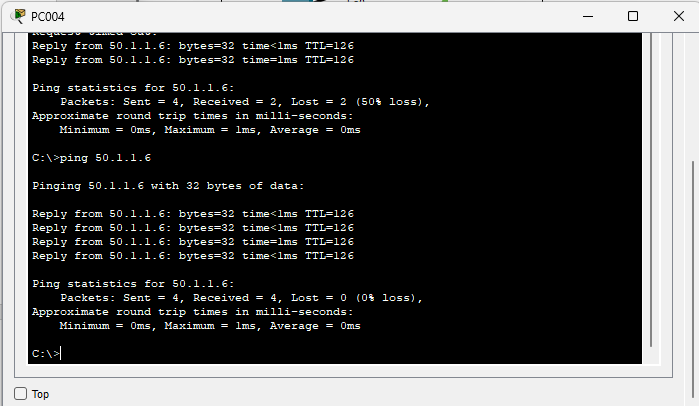 PC004
Request timed out.
Reply from 50.1.1.6: bytes=32 time<1ms TTL=126
Reply from 50.1.1.6: bytes=32 time=1ms TTL=126
Ping statistics for 50.1.1.6:
Packets: Sent = 4, Received = 2, Lost = 2 (50% loss),
Approximate round trip times in milli-seconds:
Minimum = 0ms, Maximum = 1ms, Average = 0ms
C:\>ping 50.1.1.6
Pinging 50.1.1.6 with 32 bytes of data:
Reply from 50.1.1.6: bytes=32 time<1ms TTL=126
Reply from 50.1.1.6: bytes=32 time<1ms TTL=126
Reply from 50.1.1.6: bytes=32 time=1ms TTL=126
Reply from 50.1.1.6: bytes=32 time<1ms TTL=126
Ping statistics for 50.1.1.6:
Packets: Sent = 4, Received = 4, Lost = 0 (0% loss),
Approximate round trip times in milli-seconds:
Minimum = 0ms, Maximum = 1ms, Average = 0ms
C:\>
Top